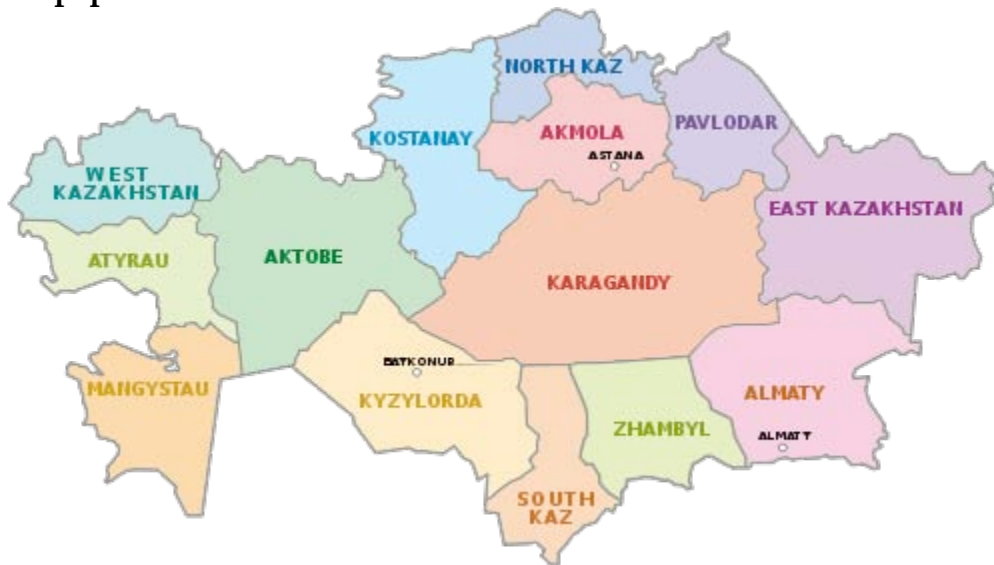 NORTH KAZ
PAVLODAR
KOSTANAY
AKMOLA
ASTANA
WEST
KAZAKHSTAN
EAST KAZAKHSTAN
ATYRAU
AKTOBE
KARAGANDY
BAYKONUR
MANGYSTAU
KYZYLORDA
ALMATY
ZHAMBYL
ALMATY
SOUTH
KAZ